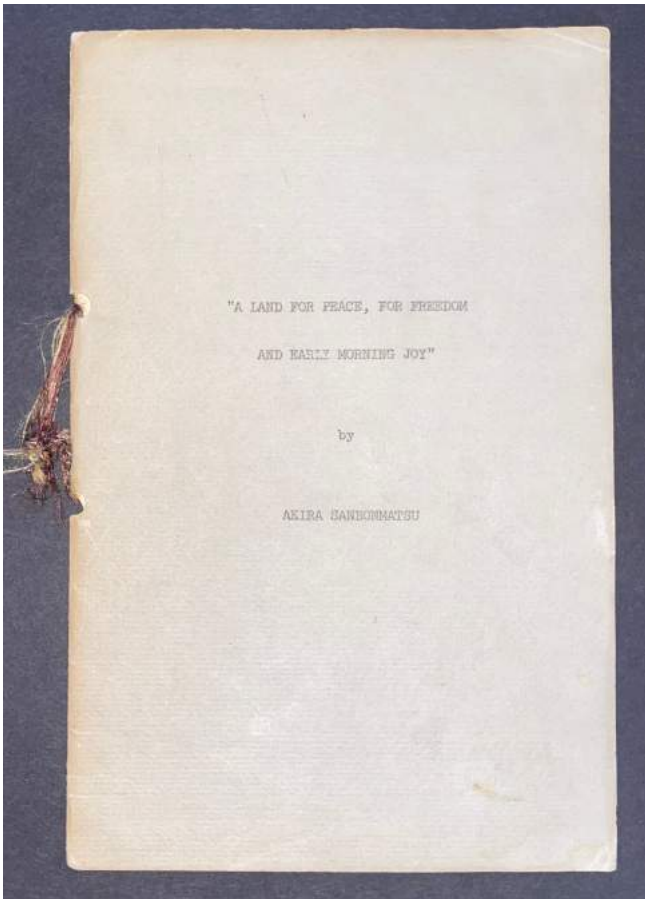 "A LAND FOR PEACE, FOR FREEDOM
AND EARLY MORNING JOY"
by
AKIRA SANBONMATSU